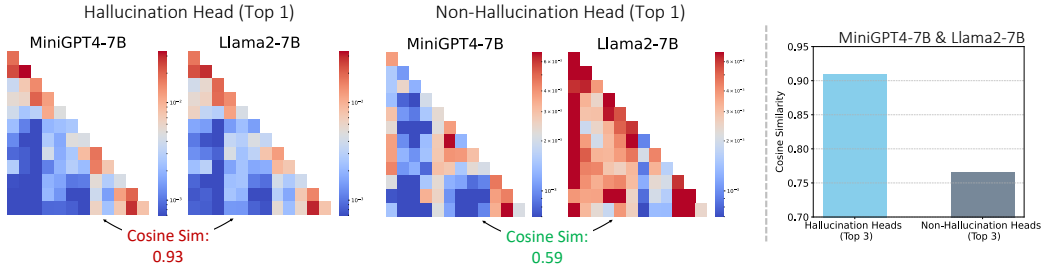 Hallucination Head (Top 1)
MiniGPT4-7B
Llama2-7B
Cosine Sim:
0.93
Non-Hallucination Head (Top 1)
MiniGPT4-7B
Llama2-7B
Cosine Sim:
0.59
MiniGPT4-7B & Llama2-7B
Cosine Similarity
0.95
0.90
0.85
0.80
0.75
0.70
Hallucination Heads
(Top 3)
Non-Hallucination Heads
(Top 3)